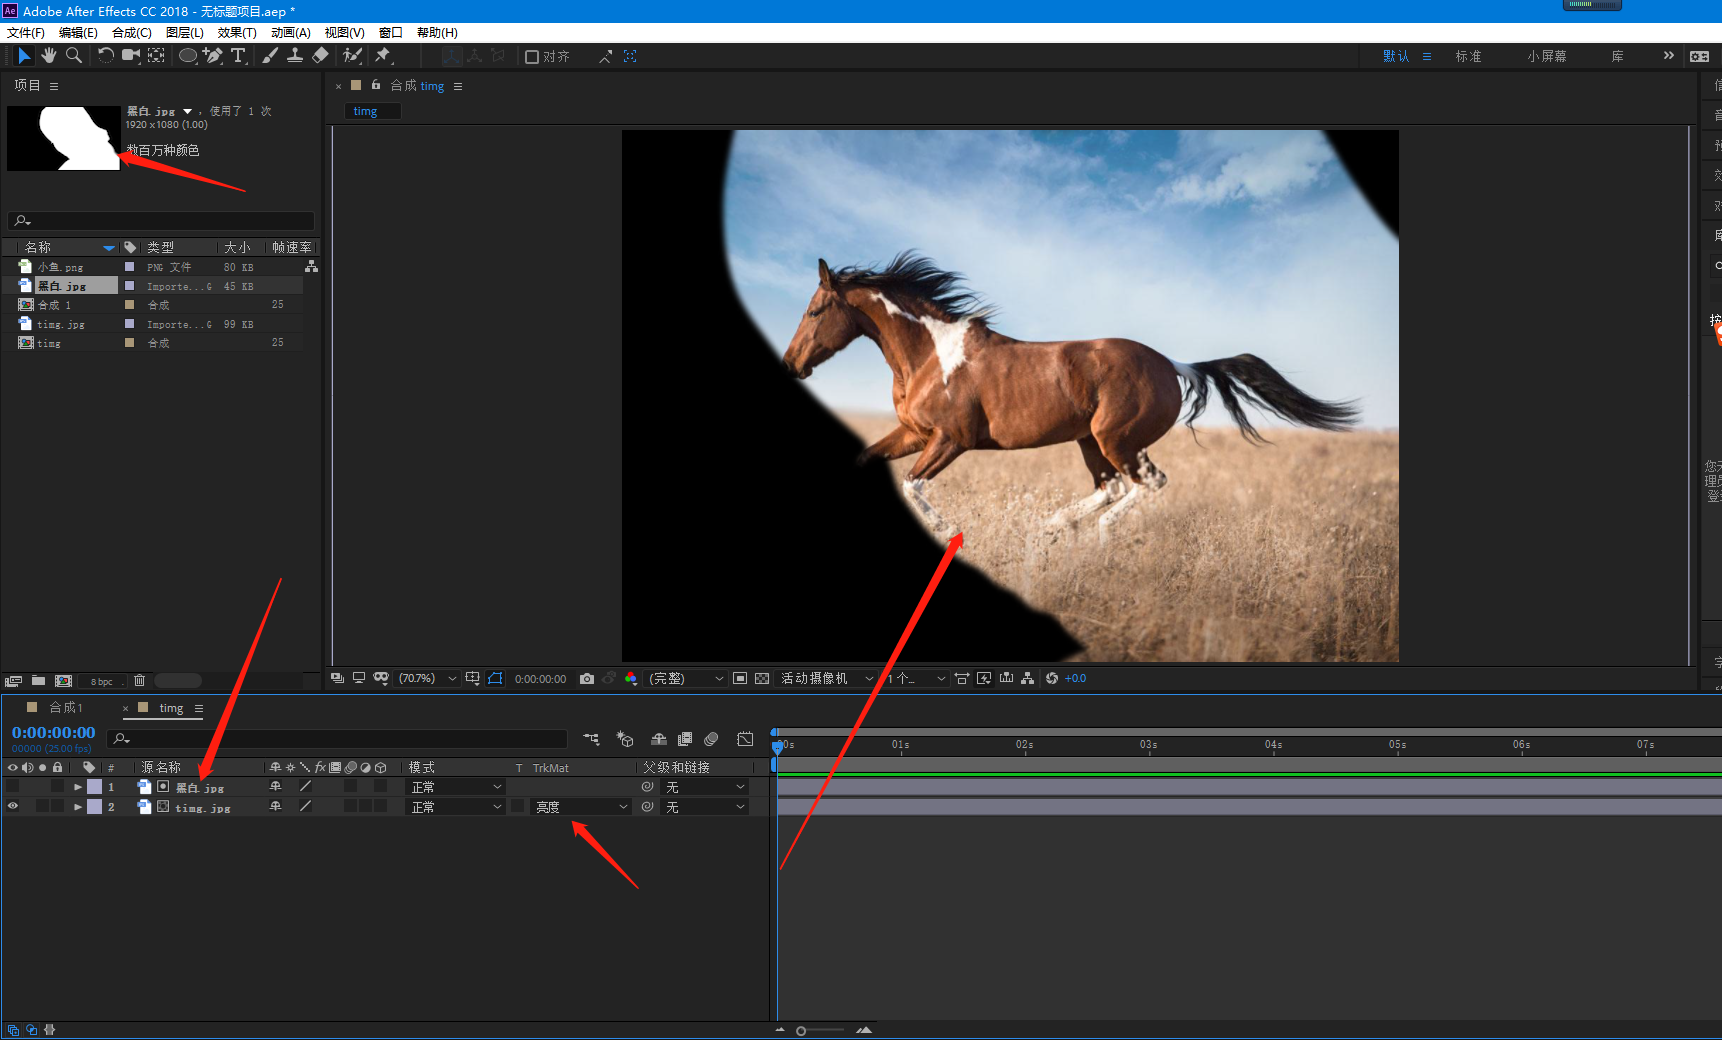 Ae Adobe After Effects CC 2018 - 无标题项目.aep *
文件(F) 编辑(E) 合成(C) 图层(L) 效果(T) 动画(A) 视图(V) 窗口 帮助(H)
对齐 默认 标准 小屏幕 库
项目
黑白.jpg ，使用了 1 次
1920 x 1080 (1.00)
数百万种颜色
名称 类型 大小 帧速率
小鱼.png PNG 文件 80 KB
黑白.jpg Importe...G 45 KB
合成 1 合成 25
timg.jpg Importe...G 99 KB
timg 合成 25
8 bpc
合成 timg
timg
(70.7%) 0:00:00:00 (完整) 活动摄像机 1 个... +0.0
合成1 timg
0:00:00:00
00000 (25.00 fps)
# 源名称 fx 模式 T TrkMat 父级和链接
1 黑白.jpg 正常 无
2 timg.jpg 正常 亮度 无
00s 01s 02s 03s 04s 05s 06s 07s